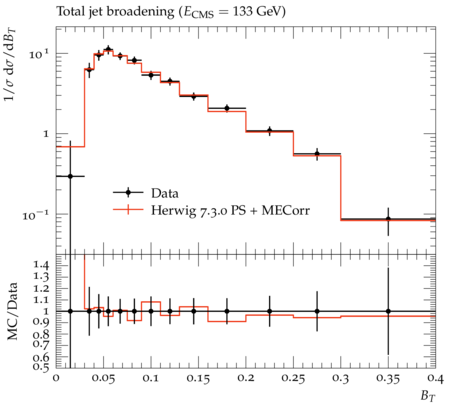 Total jet broadening (E_CMS = 133 GeV)
1/σ dσ/dB_T
10^1
1
10^−1
Data
Herwig 7.3.0 PS + MECorr
MC/Data
1.4
1.3
1.2
1.1
1
0.9
0.8
0.7
0.6
0.5
0 0.05 0.1 0.15 0.2 0.25 0.3 0.35 0.4
B_T